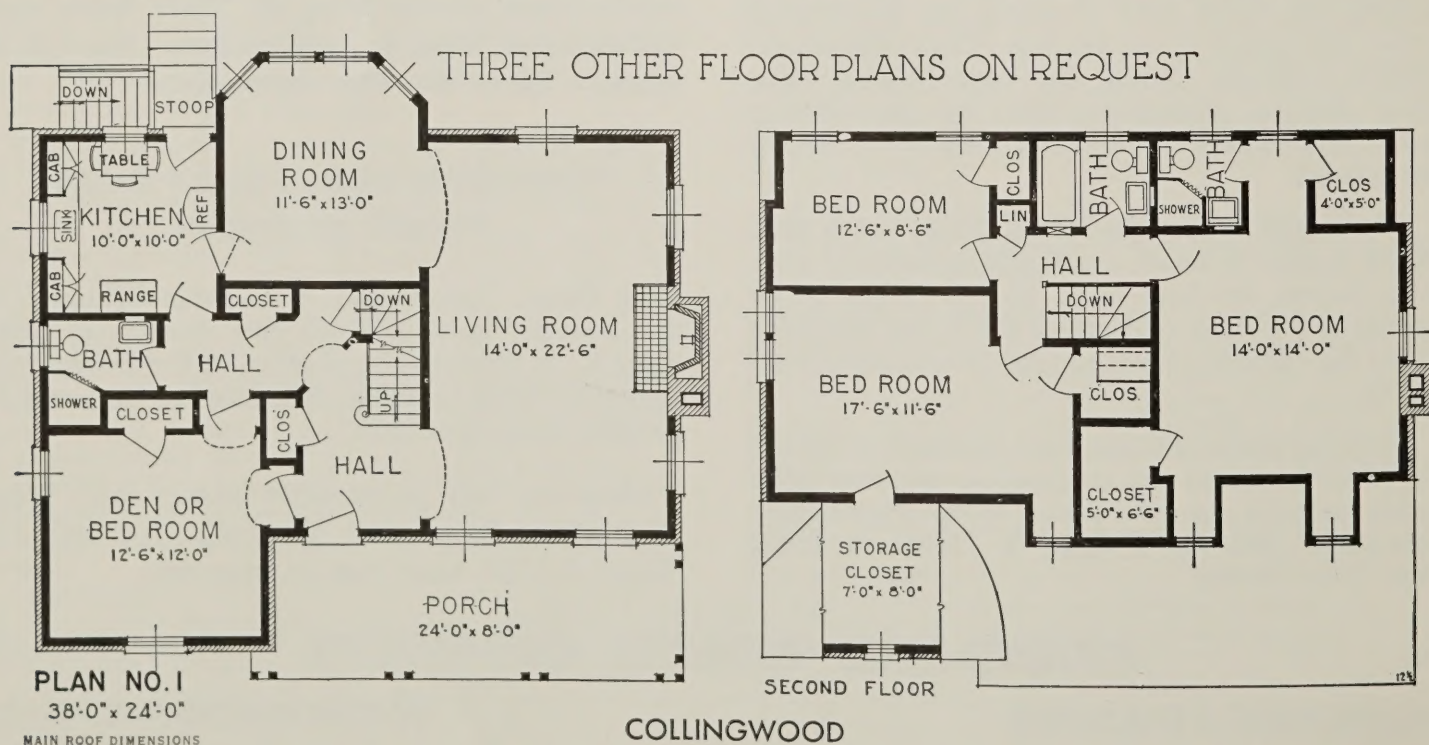 THREE OTHER FLOOR PLANS ON REQUEST
DOWN
STOOP
CAB
TABLE
SINK
KITCHEN
10'-0" x 10'-0"
REF
CAB
RANGE
DINING
ROOM
11'-6" x 13'-0"
CLOSET
DOWN
LIVING ROOM
14'-0" x 22'-6"
BATH
HALL
SHOWER
CLOSET
UP
CLOS
HALL
DEN OR
BED ROOM
12'-6" x 12'-0"
PORCH
24'-0" x 8'-0"
PLAN NO. 1
38'-0" x 24'-0"
MAIN ROOF DIMENSIONS
BED ROOM
12'-6" x 8'-6"
CLOS
LIN
BATH
BATH
SHOWER
CLOS
4'-0" x 5'-0"
HALL
DOWN
BED ROOM
14'-0" x 14'-0"
BED ROOM
17'-6" x 11'-6"
CLOS.
CLOSET
5'-0" x 6'-6"
STORAGE
CLOSET
7'-0" x 8'-0"
SECOND FLOOR
COLLINGWOOD